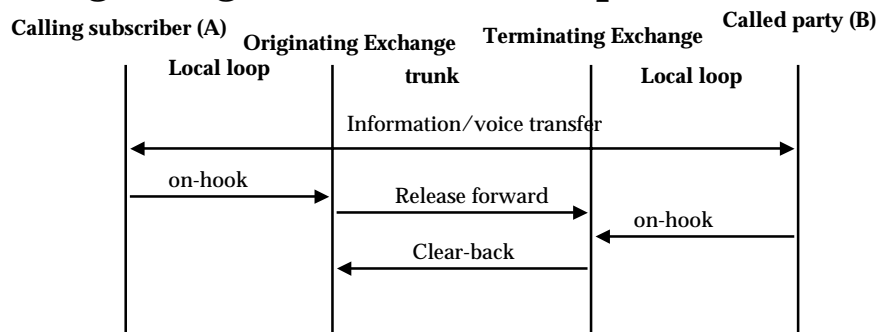 Calling subscriber (A)
Originating Exchange
Terminating Exchange
Called party (B)
Local loop
trunk
Local loop
Information/voice transfer
on-hook
Release forward
on-hook
Clear-back